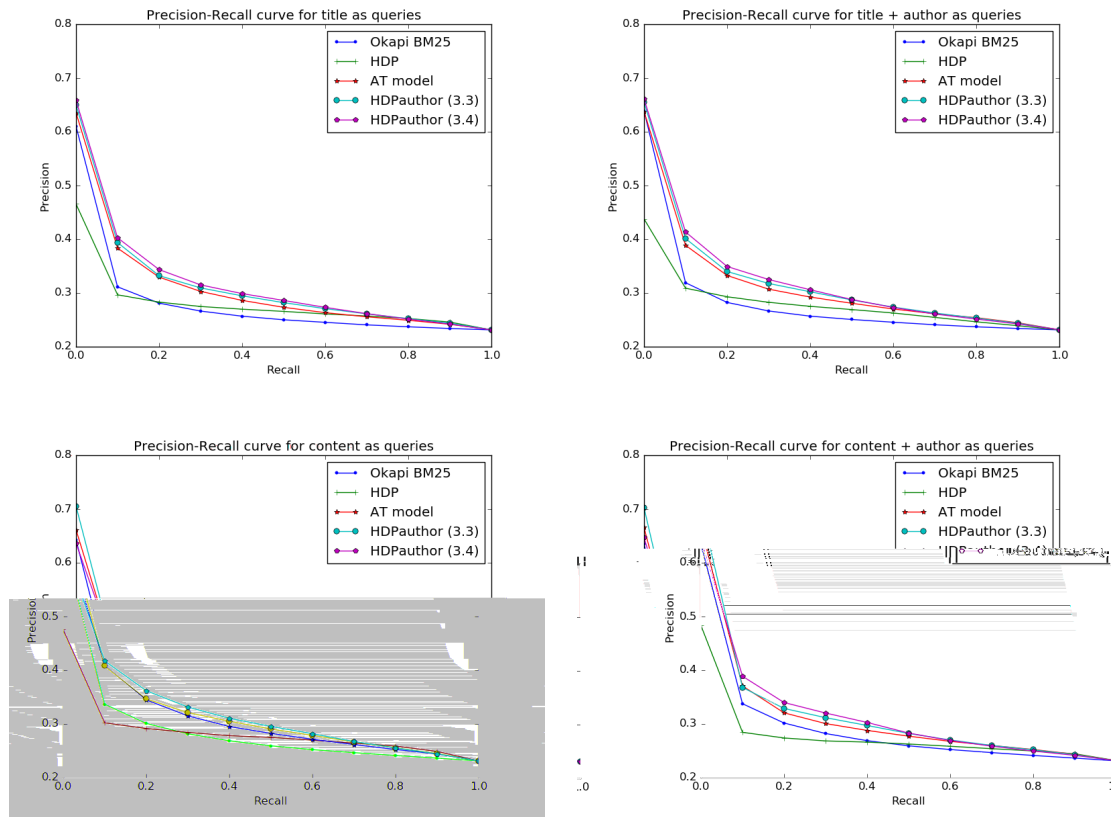 Precision-Recall curve for title as queries
Okapi BM25
HDP
AT model
HDPauthor (3.3)
HDPauthor (3.4)
0.8
0.7
0.6
0.5
0.4
0.3
0.2
Precision
0.0 0.2 0.4 0.6 0.8 1.0
Recall
Precision-Recall curve for title + author as queries
Okapi BM25
HDP
AT model
HDPauthor (3.3)
HDPauthor (3.4)
0.8
0.7
0.6
0.5
0.4
0.3
0.2
Precision
0.0 0.2 0.4 0.6 0.8 1.0
Recall
Precision-Recall curve for content as queries
Okapi BM25
HDP
AT model
HDPauthor (3.3)
HDPauthor (3.4)
0.8
0.7
0.6
0.5
0.4
0.3
0.2
Precision
0.0 0.2 0.4 0.6 0.8 1.0
Recall
Precision-Recall curve for content + author as queries
Okapi BM25
HDP
AT model
HDPauthor (3.3)
0.8
0.7
0.6
0.5
0.4
0.3
0.2
Precision
.0 0.0 0.2 0.4 0.6 0.8 1.0
Recall